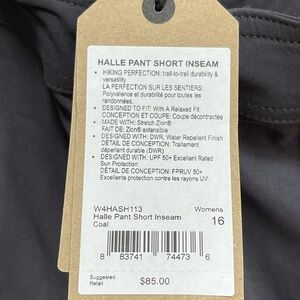 HALLE PANT SHORT INSEAM
• HIKING PERFECTION: trail-to-trail durability &
versatility
LA PERFECTION SUR LES SENTIERS:
Polyvalence et durabilité pour toutes les
randonnées.
• DESIGNED TO FIT: With A Relaxed Fit
CONCEPTION ET COUPE: Coupe décontractée
• MADE WITH: Stretch Zion®
FAIT DE: Zion® extensible
• DESIGNED WITH: DWR, Water Repellent Finish
DÉTAIL DE CONCEPTION: Traitement
déperlant durable (DWR)
• DESIGNED WITH: UPF 50+ Excellent Rated
Sun Protection
DÉTAIL DE CONCEPTION: FPRUV 50+
Excellente protection contre les rayons UV
W4HASH113
Womens
Halle Pant Short Inseam
16
Coal
8 83741 74473 6
Suggested
Retail
$85.00